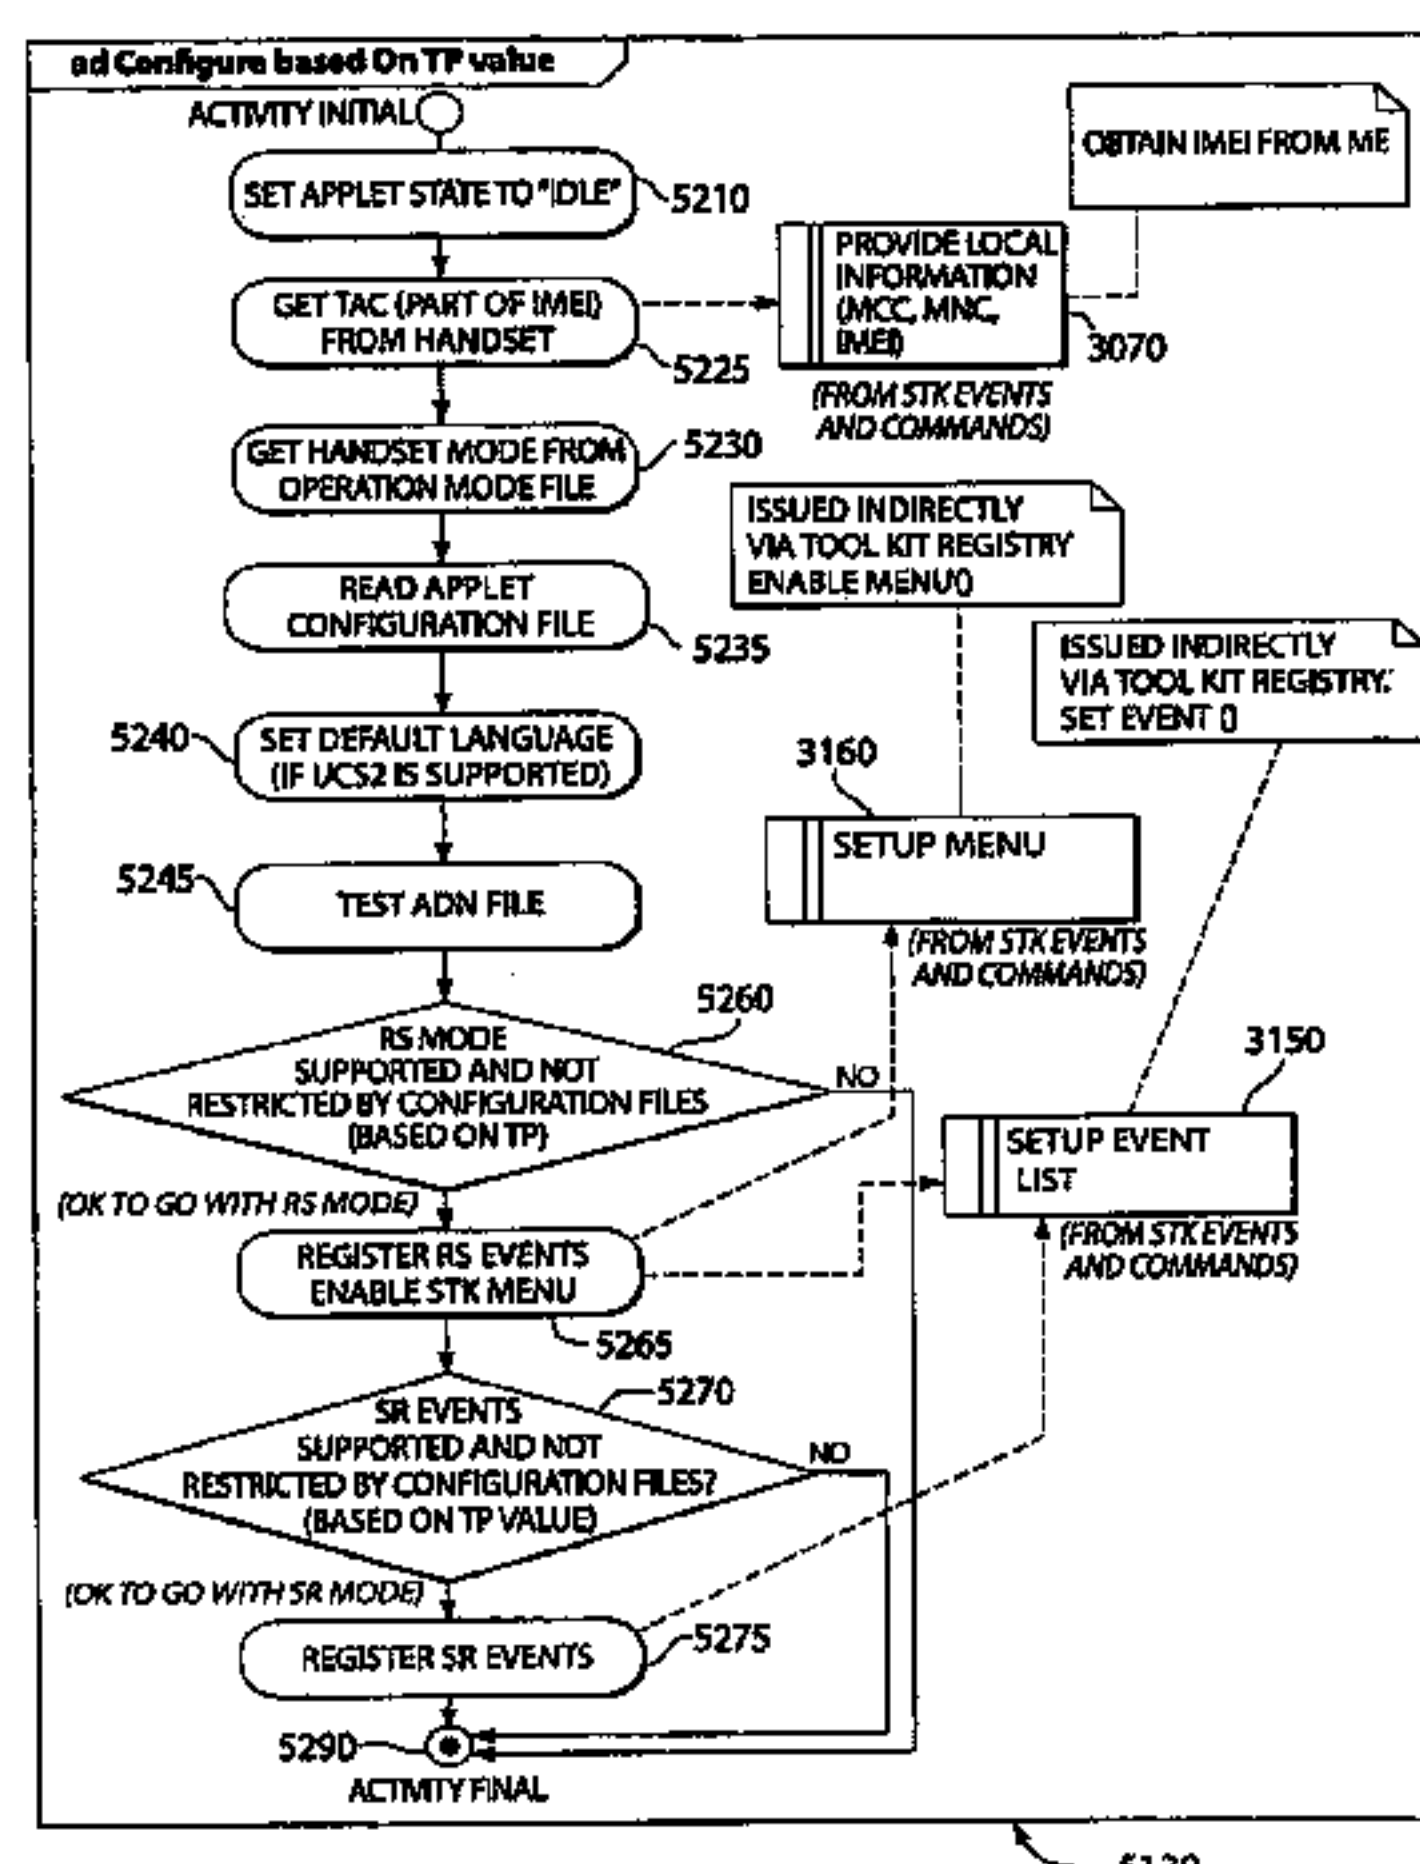 ad Configure based On TP value
ACTIVITY INITIAL
SET APPLET STATE TO "IDLE"
5210
OBTAIN IMEI FROM ME
GET TAC (PART OF IMEI)
FROM HANDSET
5225
PROVIDE LOCAL
INFORMATION
(MCC, MNC,
IMEI)
3070
(FROM STK EVENTS
AND COMMANDS)
GET HANDSET MODE FROM
OPERATION MODE FILE
5230
ISSUED INDIRECTLY
VIA TOOL KIT REGISTRY
ENABLE MENU()
READ APPLET
CONFIGURATION FILE
5235
ISSUED INDIRECTLY
VIA TOOL KIT REGISTRY.
SET EVENT ()
5240
SET DEFAULT LANGUAGE
(IF UCS2 IS SUPPORTED)
3160
SETUP MENU
(FROM STK EVENTS
AND COMMANDS)
5245
TEST ADN FILE
5260
RS MODE
SUPPORTED AND NOT
RESTRICTED BY CONFIGURATION FILES
(BASED ON TP)
NO
3150
SETUP EVENT
LIST
(FROM STK EVENTS
AND COMMANDS)
(OK TO GO WITH RS MODE)
REGISTER RS EVENTS
ENABLE STK MENU
5265
5270
SR EVENTS
SUPPORTED AND NOT
RESTRICTED BY CONFIGURATION FILES?
(BASED ON TP VALUE)
NO
(OK TO GO WITH SR MODE)
REGISTER SR EVENTS
5275
5290
ACTIVITY FINAL